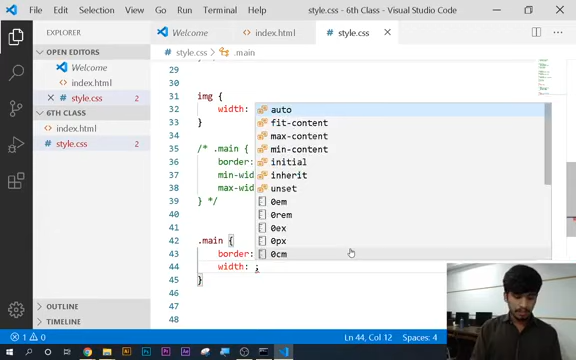 File Edit Selection View Go Run Terminal Help style.css - 6th Class - Visual Studio Code
EXPLORER
OPEN EDITORS
Welcome
index.html
style.css 2
6TH CLASS
index.html
style.css 2
OUTLINE
TIMELINE
Welcome index.html style.css
style.css > .main
29
30
31 img {
32 width:
33 }
34
35 /* .main {
36 border:
37 min-wid
38 max-wid
39 } */
40
41
42 .main {
43 border:
44 width: ;
45 }
46
47
48
auto
fit-content
max-content
min-content
initial
inherit
unset
0em
0rem
0ex
0px
0cm
1 0 Ln 44, Col 12 Spaces: 4